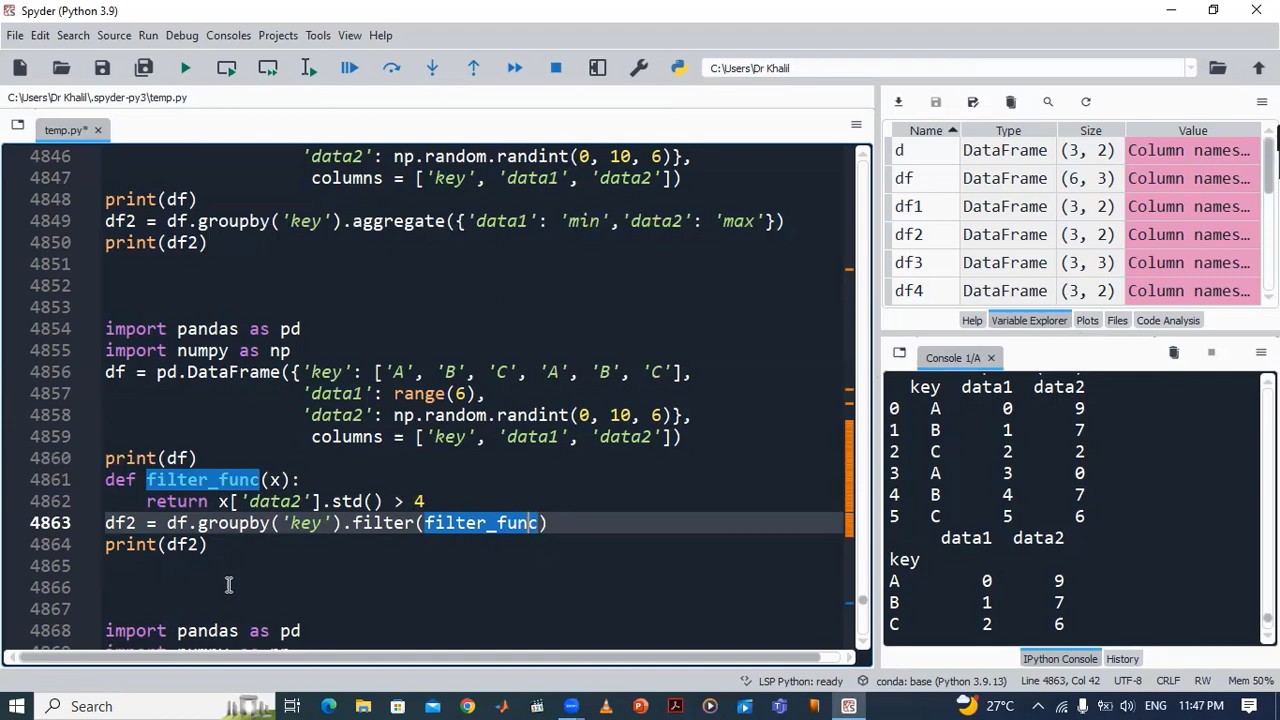 Spyder (Python 3.9)
File Edit Search Source Run Debug Consoles Projects Tools View Help
C:\Users\Dr Khalil
C:\Users\Dr Khalil\.spyder-py3\temp.py
temp.py*
4846 'data2': np.random.randint(0, 10, 6)},
4847 columns = ['key', 'data1', 'data2'])
4848 print(df)
4849 df2 = df.groupby('key').aggregate({'data1': 'min','data2': 'max'})
4850 print(df2)
4851
4852
4853
4854 import pandas as pd
4855 import numpy as np
4856 df = pd.DataFrame({'key': ['A', 'B', 'C', 'A', 'B', 'C'],
4857 'data1': range(6),
4858 'data2': np.random.randint(0, 10, 6)},
4859 columns = ['key', 'data1', 'data2'])
4860 print(df)
4861 def filter_func(x):
4862 return x['data2'].std() > 4
4863 df2 = df.groupby('key').filter(filter_func)
4864 print(df2)
4865
4866
4867
4868 import pandas as pd
4869 import numpy as np
Name Type Size Value
d DataFrame (3, 2) Column names…
df DataFrame (6, 3) Column names…
df1 DataFrame (3, 2) Column names…
df2 DataFrame (3, 2) Column names…
df3 DataFrame (3, 2) Column names…
df4 DataFrame (3, 2) Column names…
Help Variable Explorer Plots Files Code Analysis
Console 1/A
key data1 data2
0 A 0 9
1 B 1 7
2 C 2 2
3 A 3 0
4 B 4 7
5 C 5 6
data1 data2
key
A 0 9
B 1 7
C 2 6
IPython Console History
LSP Python: ready conda: base (Python 3.9.13) Line 4863, Col 42 UTF-8 CRLF RW Mem 50%
Search 27°C ENG 11:47 PM